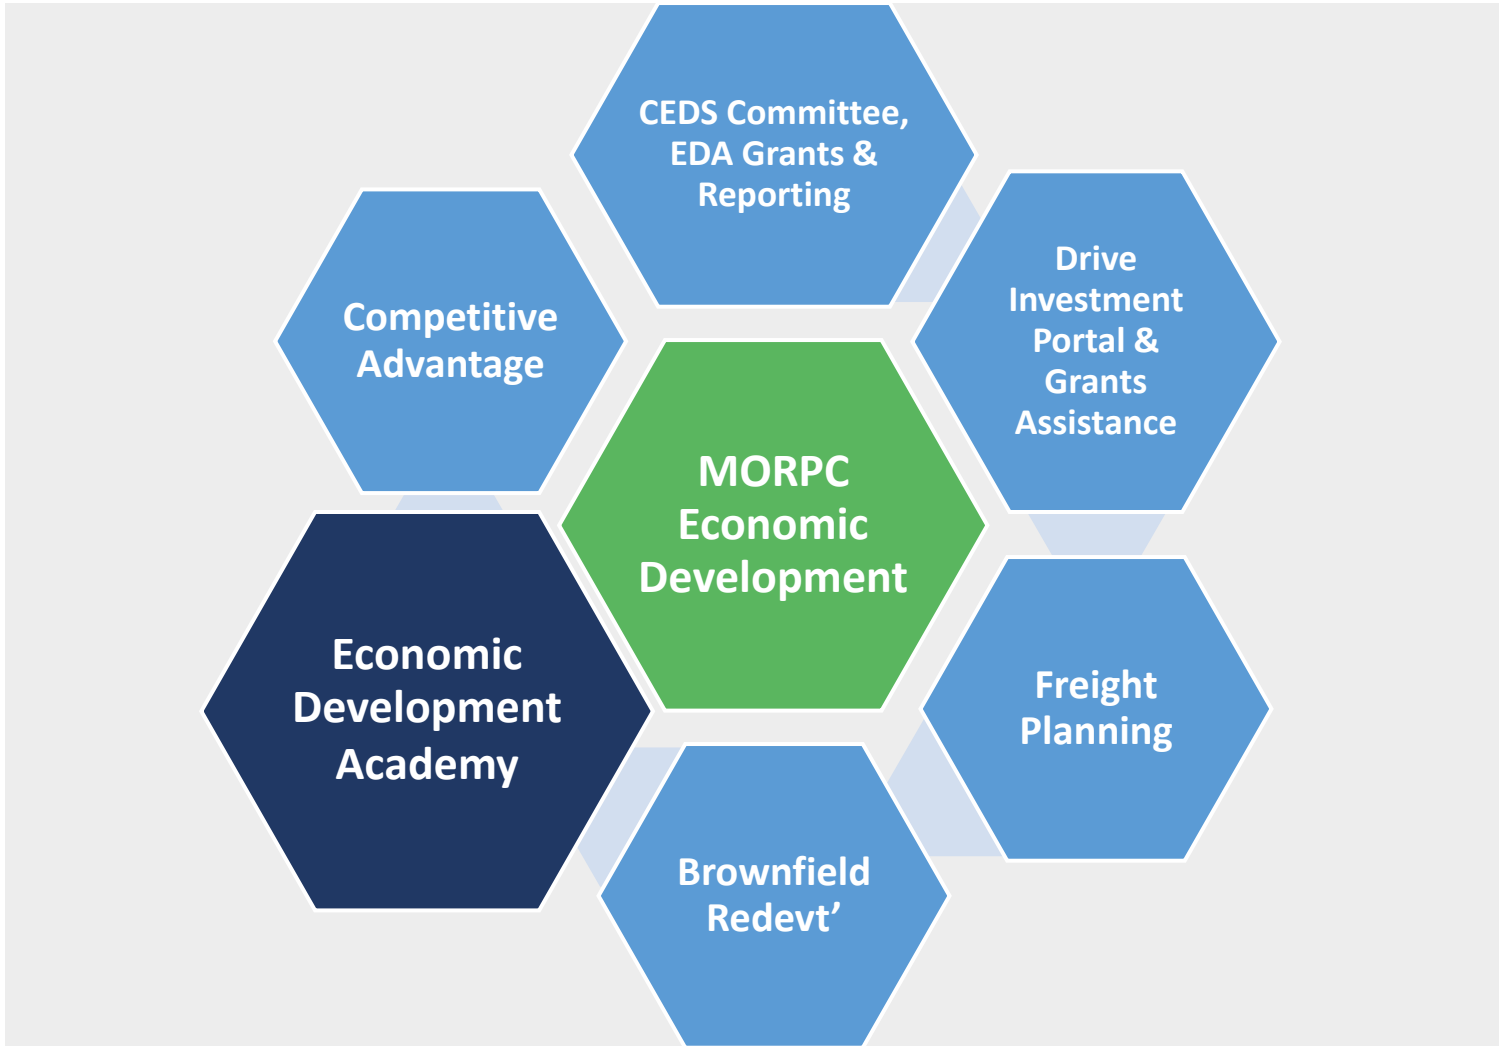 CEDS Committee,
EDA Grants &
Reporting
Drive
Investment
Portal &
Grants
Assistance
Competitive
Advantage
MORPC
Economic
Development
Economic
Development
Academy
Freight
Planning
Brownfield
Redevt’